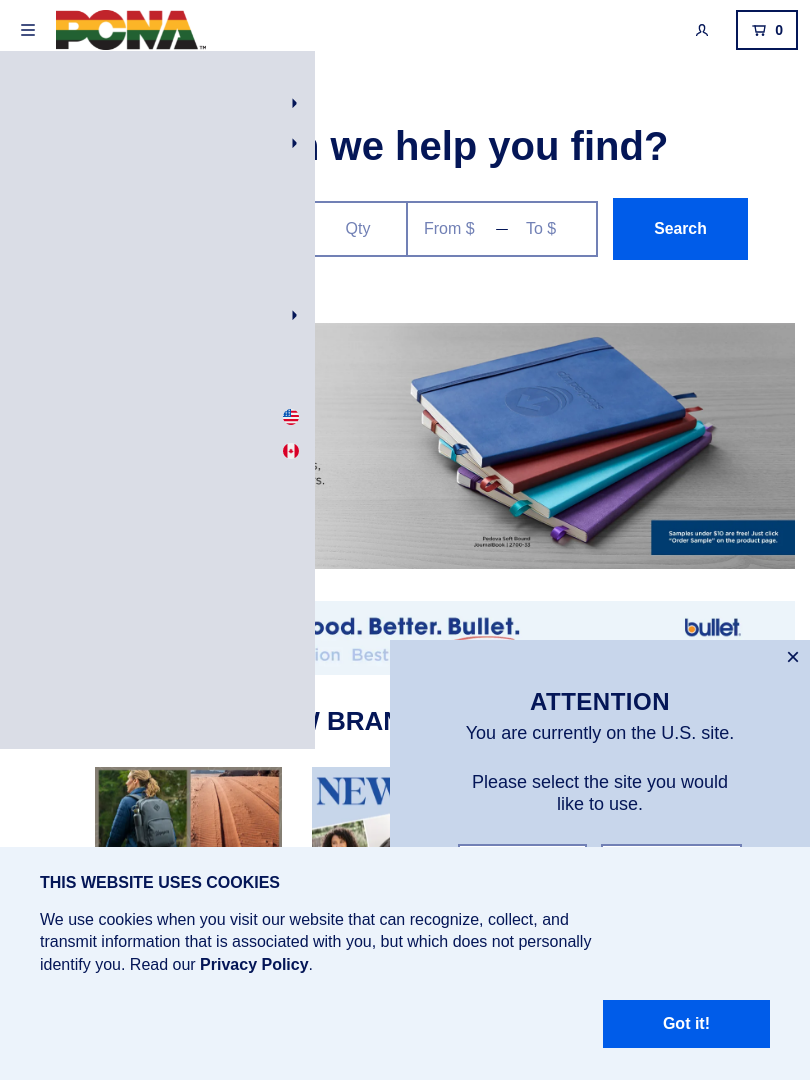 PCNA™
0
we help you find?
Qty
From $ — To $
Search
Padova Soft Round
JournalBook | 2700-13
Samples under $10 are free! Just click
"Order Sample" on the product page.
ood. Better. Bullet.
bullet.
ion Best
BRAN
ATTENTION
You are currently on the U.S. site.
Please select the site you would
like to use.
NEW
THIS WEBSITE USES COOKIES
We use cookies when you visit our website that can recognize, collect, and
transmit information that is associated with you, but which does not personally
identify you. Read our Privacy Policy.
Got it!